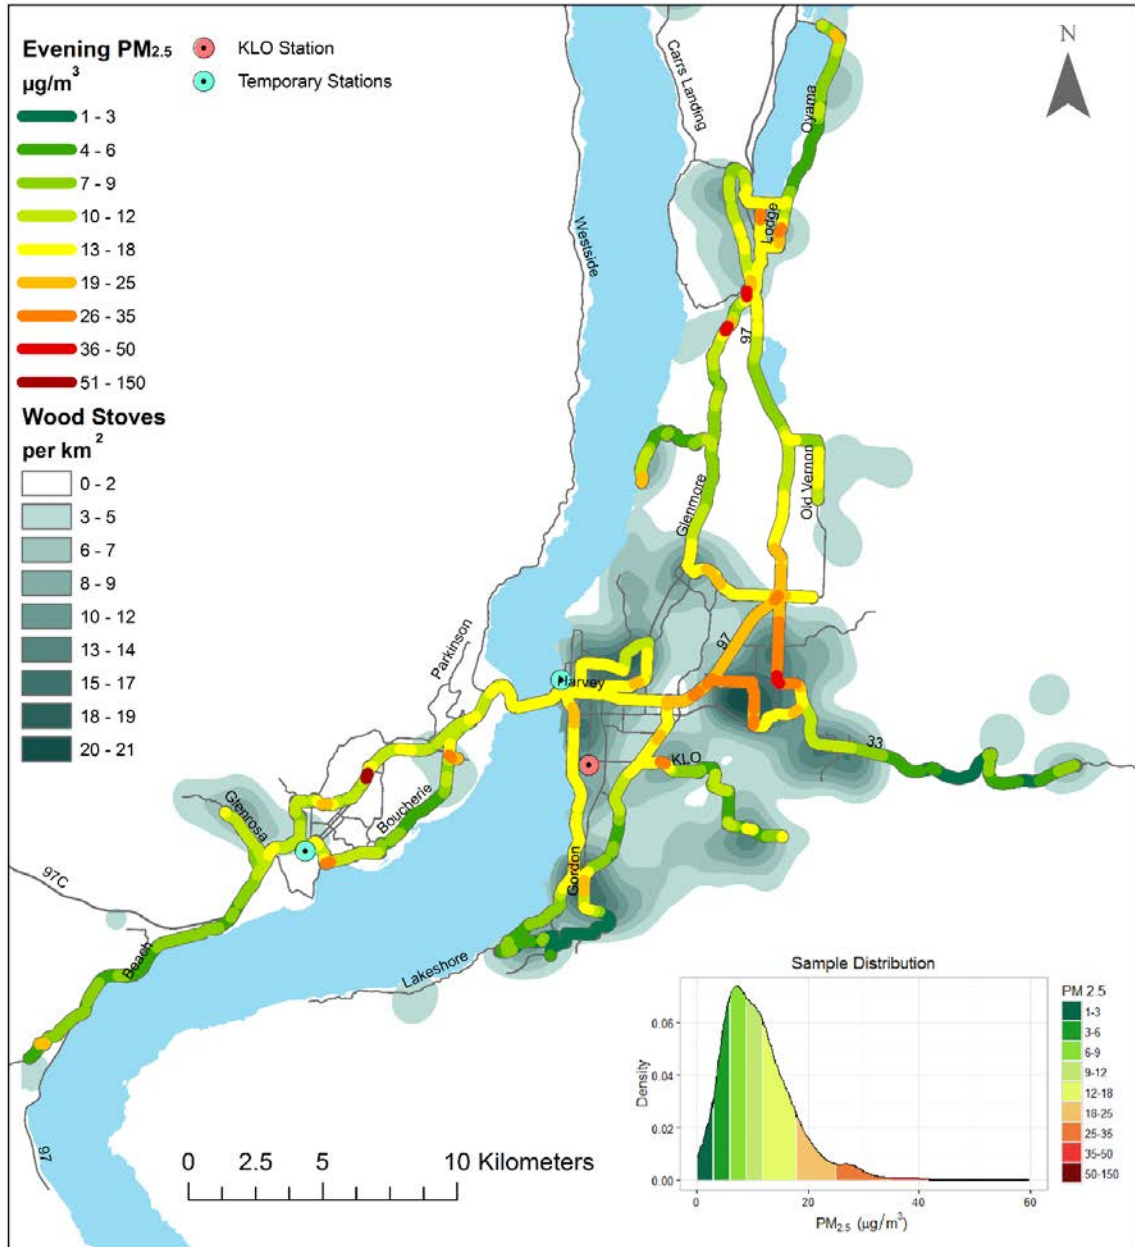 Evening PM2.5
µg/m3
1 - 3
4 - 6
7 - 9
10 - 12
13 - 18
19 - 25
26 - 35
36 - 50
51 - 150
Wood Stoves
per km2
0 - 2
3 - 5
6 - 7
8 - 9
10 - 12
13 - 14
15 - 17
18 - 19
20 - 21
KLO Station
Temporary Stations
N
Carrs Landing
Oyama
Westside
Lodge
97
Glenmore
Old Vernon
Parkinson
97
Harvey
33
KLO
Glenrosa
Boucherie
Gordon
97C
Beach
Lakeshore
97
0 2.5 5 10 Kilometers
Sample Distribution
Density
0.06
0.04
0.02
0.00
0 20 40 60
PM2.5 (µg/m3)
PM 2.5
1-3
3-6
6-9
9-12
12-18
18-25
25-35
35-50
50-150